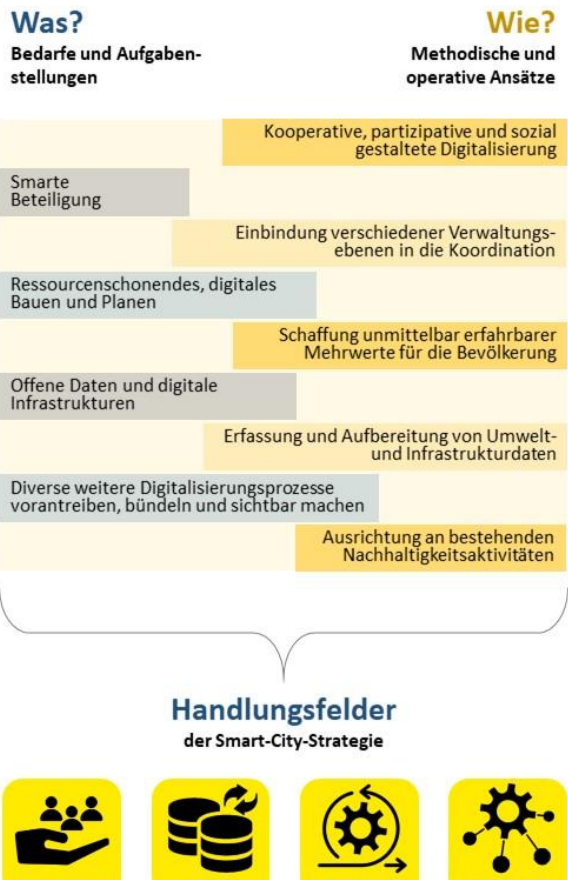 Was?
Bedarfe und Aufgaben-
stellungen
Wie?
Methodische und
operative Ansätze
Kooperative, partizipative und sozial
gestaltete Digitalisierung
Smarte
Beteiligung
Einbindung verschiedener Verwaltungs-
ebenen in die Koordination
Ressourcenschonendes, digitales
Bauen und Planen
Schaffung unmittelbar erfahrbarer
Mehrwerte für die Bevölkerung
Offene Daten und digitale
Infrastrukturen
Erfassung und Aufbereitung von Umwelt-
und Infrastrukturdaten
Diverse weitere Digitalisierungsprozesse
vorantreiben, bündeln und sichtbar machen
Ausrichtung an bestehenden
Nachhaltigkeitsaktivitäten
Handlungsfelder
der Smart-City-Strategie